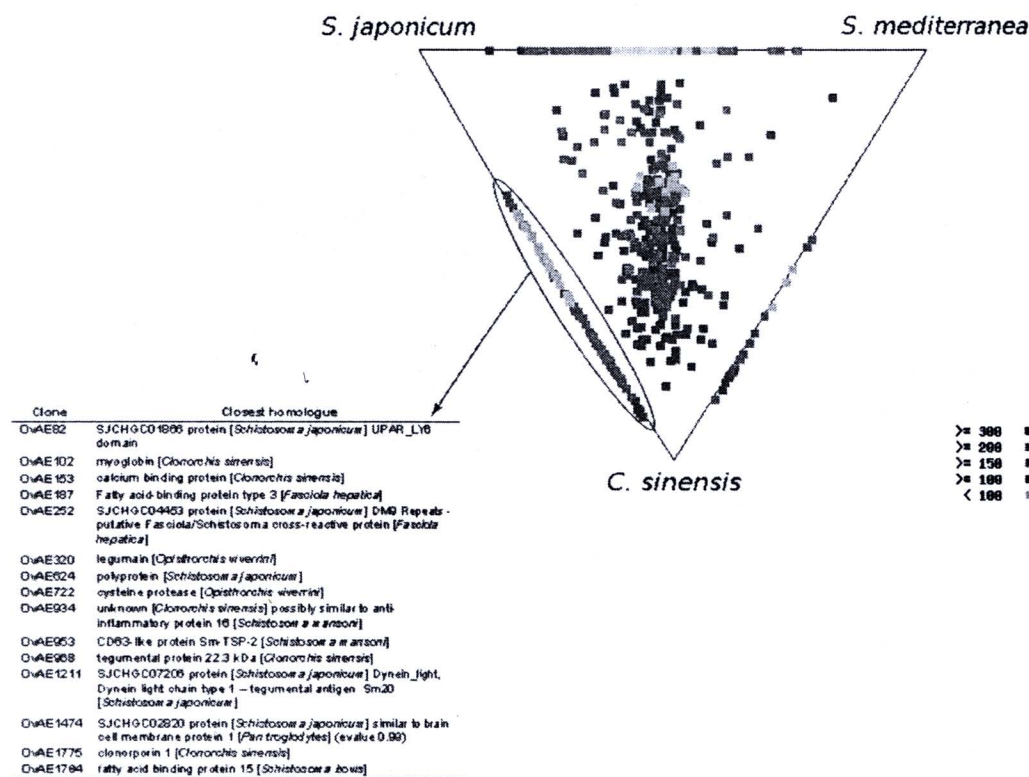 S. japonicum
S. mediterranea
C. sinensis
>= 300
>= 200
>= 150
>= 100
< 100
Clone Closest homologue
OvAE82 SJCHGC01866 protein [Schistosoma japonicum] UPAR_LY6
domain
OvAE102 myoglobin [Clonorchis sinensis]
OvAE153 calcium binding protein [Clonorchis sinensis]
OvAE187 Fatty acid-binding protein type 3 [Fasciola hepatica]
OvAE252 SJCHGC04453 protein [Schistosoma japonicum] DM9 Repeats -
putative Fasciola/Schistosoma cross-reactive protein [Fasciola
hepatica]
OvAE320 legumain [Opisthorchis viverrini]
OvAE624 polyprotein [Schistosoma japonicum]
OvAE722 cysteine protease [Opisthorchis viverrini]
OvAE934 unknown [Clonorchis sinensis] possibly similar to anti-
inflammatory protein 16 [Schistosoma mansoni]
OvAE953 CD63-like protein Sm-TSP-2 [Schistosoma mansoni]
OvAE968 tegumental protein 22.3 kDa [Clonorchis sinensis]
OvAE1211 SJCHGC07206 protein [Schistosoma japonicum] Dynein_light,
Dynein light chain type 1 – tegumental antigen Sm20
[Schistosoma japonicum]
OvAE1474 SJCHGC02820 protein [Schistosoma japonicum] similar to brain
cell membrane protein 1 [Pan troglodytes] (evalue 0.99)
OvAE1775 clonorporin 1 [Clonorchis sinensis]
OvAE1784 fatty acid binding protein 15 [Schistosoma bovis]